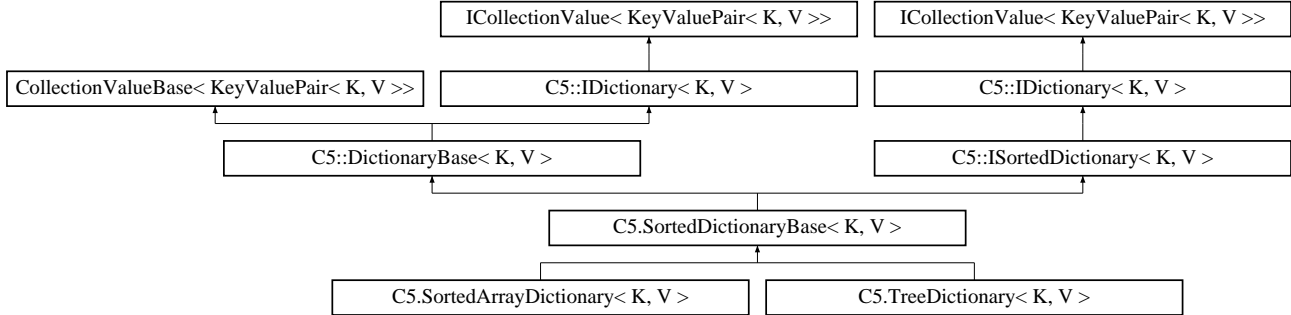 ICollectionValue< KeyValuePair< K, V >>
ICollectionValue< KeyValuePair< K, V >>
CollectionValueBase< KeyValuePair< K, V >>
C5::IDictionary< K, V >
C5::IDictionary< K, V >
C5::DictionaryBase< K, V >
C5::ISortedDictionary< K, V >
C5.SortedDictionaryBase< K, V >
C5.SortedArrayDictionary< K, V >
C5.TreeDictionary< K, V >